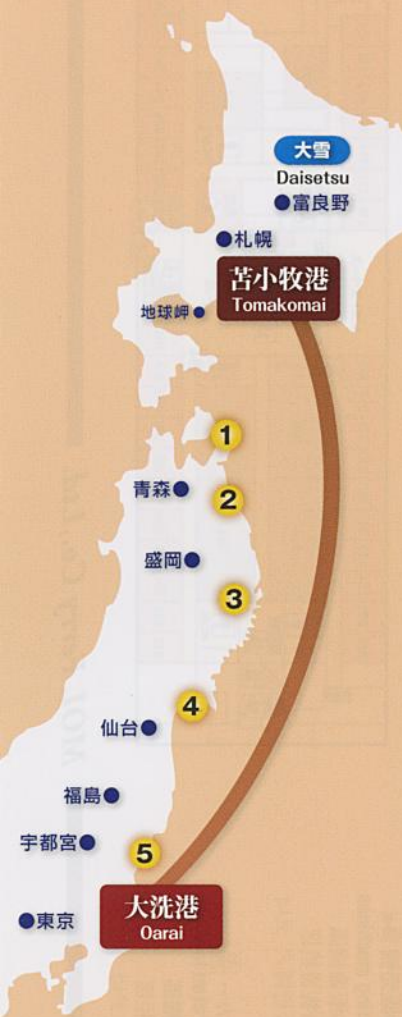 大雪
Daisetsu
富良野
札幌
苫小牧港
Tomakomai
地球岬
1
青森
2
盛岡
3
4
仙台
福島
宇都宮
5
大洗港
Oarai
東京